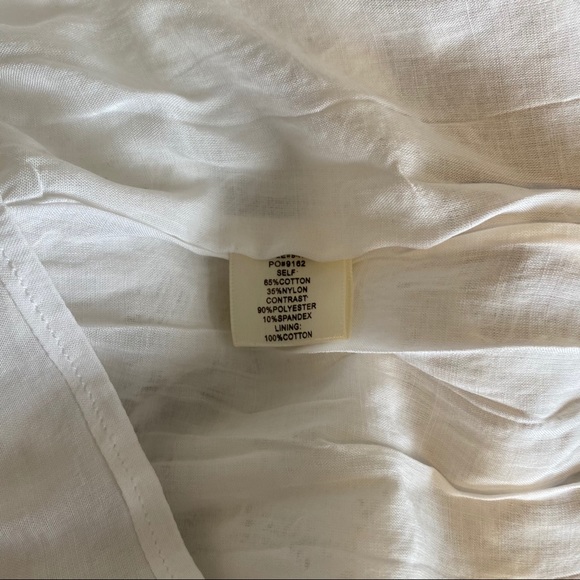 PO#9162
SELF:
65%COTTON
35%NYLON
CONTRAST:
90%POLYESTER
10%SPANDEX
LINING:
100%COTTON